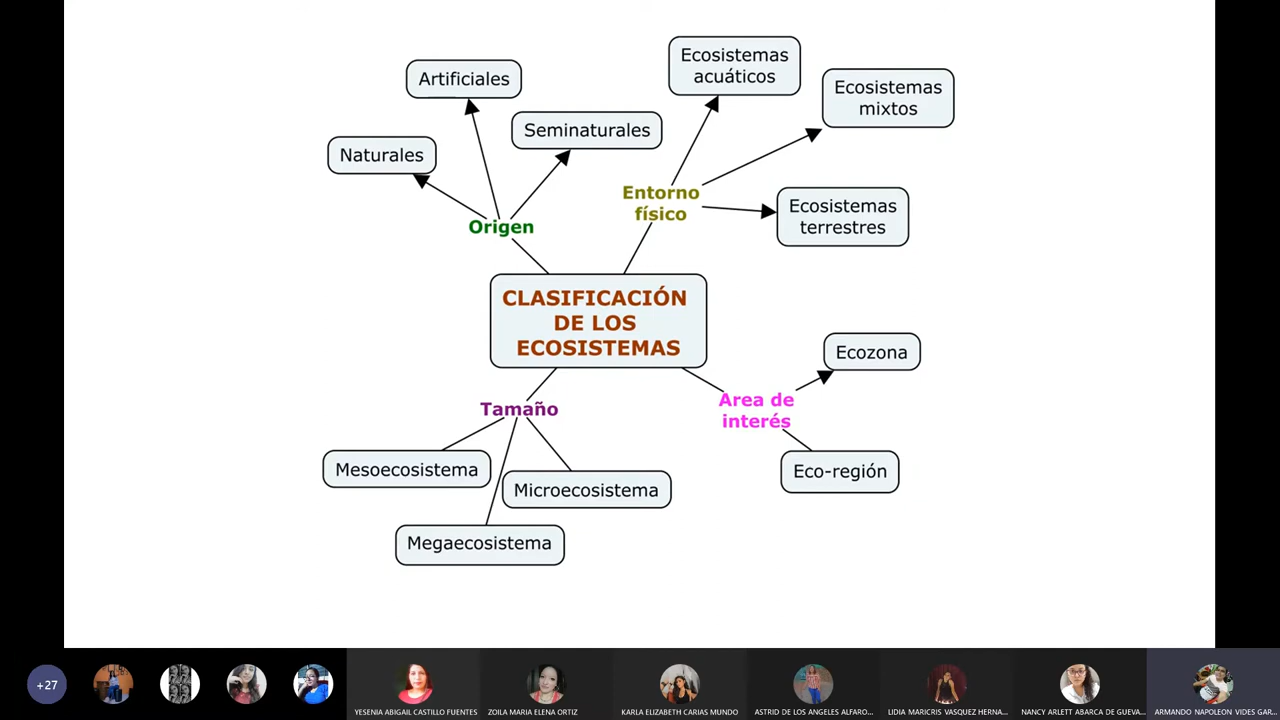 Ecosistemas
acuáticos
Artificiales
Ecosistemas
mixtos
Seminaturales
Naturales
Entorno
físico
Ecosistemas
terrestres
Origen
CLASIFICACIÓN
DE LOS
ECOSISTEMAS
Ecozona
Area de
interés
Tamaño
Mesoecosistema
Eco-región
Microecosistema
Megaecosistema
+27
YESENIA ABIGAIL CASTILLO FUENTES
ZOILA MARIA ELENA ORTIZ
KARLA ELIZABETH CARIAS MUNDO
ASTRID DE LOS ANGELES ALFARO...
LIDIA MARICRIS VASQUEZ HERNA...
NANCY ARLETT ABARCA DE GUEVA...
ARMANDO NAPOLEON VIDES GAR...